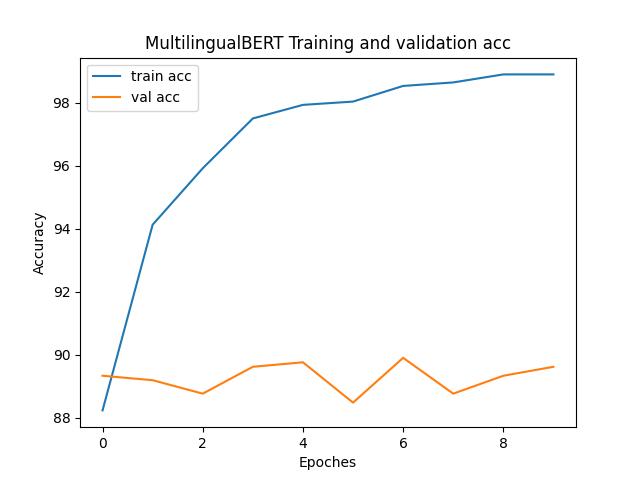 MultilingualBERT Training and validation acc
train acc
val acc
Accuracy
98
96
94
92
90
88
0 2 4 6 8
Epoches